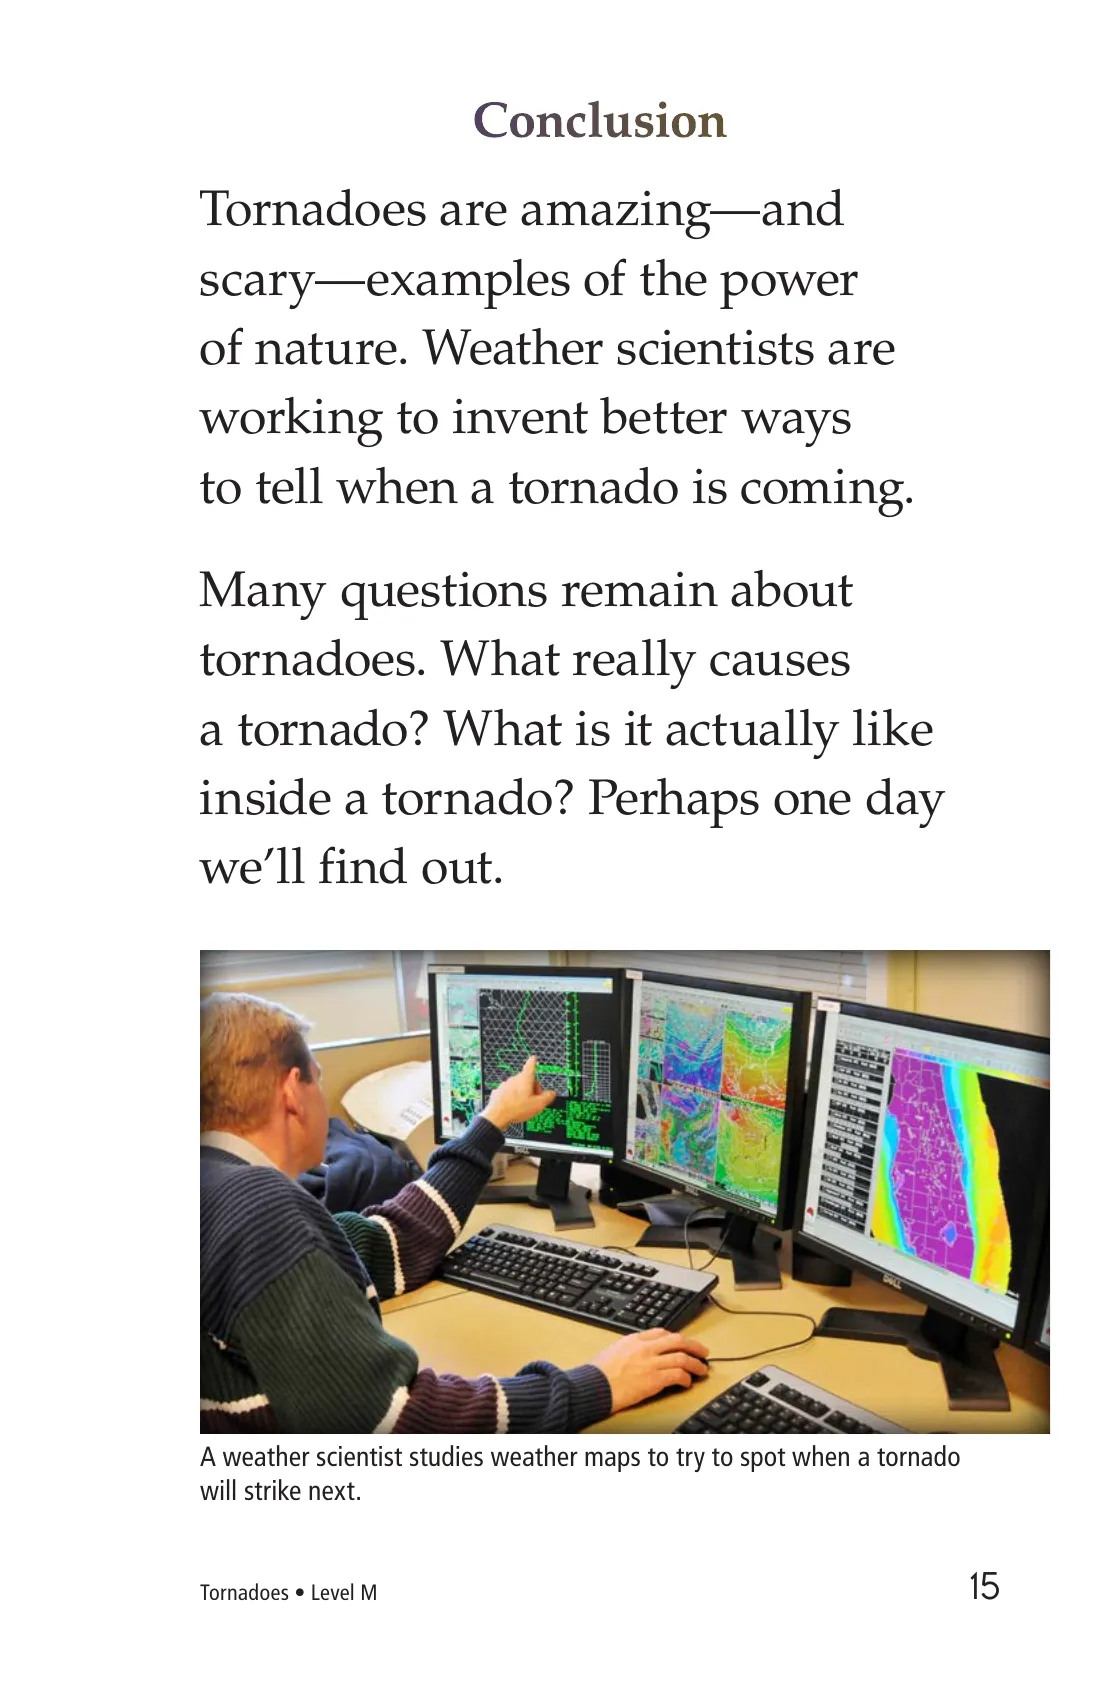 Conclusion
Tornadoes are amazing—and
scary—examples of the power
of nature. Weather scientists are
working to invent better ways
to tell when a tornado is coming.
Many questions remain about
tornadoes. What really causes
a tornado? What is it actually like
inside a tornado? Perhaps one day
we’ll find out.
DELL
DELL
DELL
A weather scientist studies weather maps to try to spot when a tornado
will strike next.
Tornadoes • Level M
15